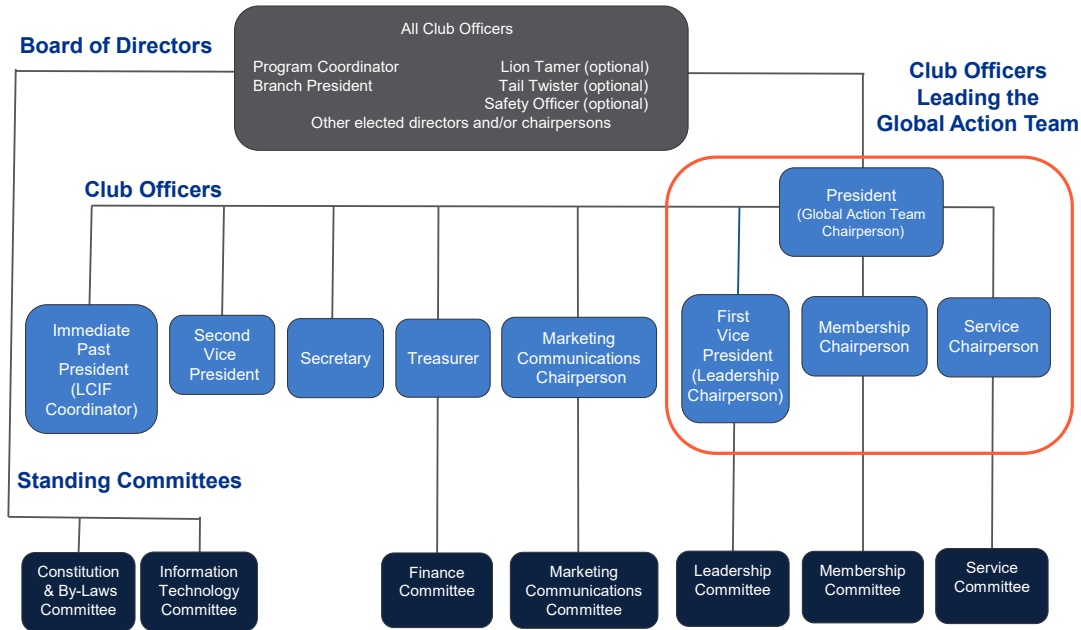 Board of Directors
All Club Officers
Program Coordinator
Branch President
Lion Tamer (optional)
Tail Twister (optional)
Safety Officer (optional)
Other elected directors and/or chairpersons
Club Officers
Leading the
Global Action Team
Club Officers
President
(Global Action Team
Chairperson)
Immediate
Past
President
(LCIF
Coordinator)
Second
Vice
President
Secretary
Treasurer
Marketing
Communications
Chairperson
First
Vice
President
(Leadership
Chairperson)
Membership
Chairperson
Service
Chairperson
Standing Committees
Constitution
& By-Laws
Committee
Information
Technology
Committee
Finance
Committee
Marketing
Communications
Committee
Leadership
Committee
Membership
Committee
Service
Committee